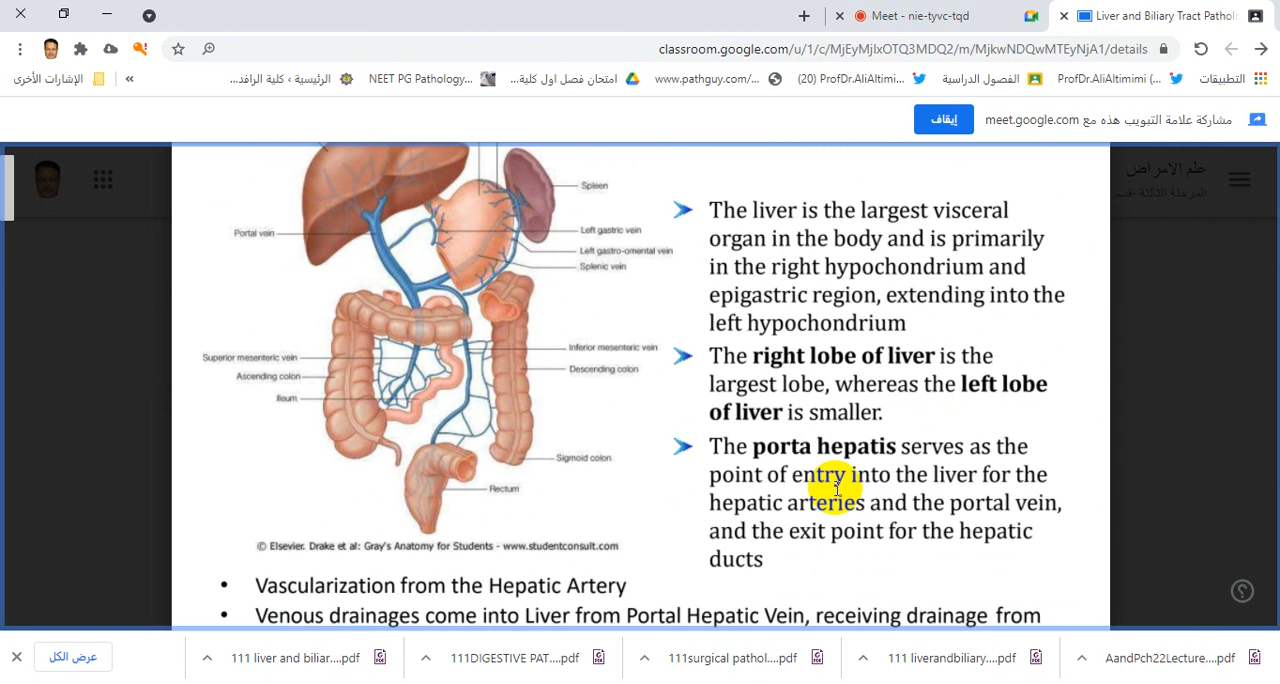 Meet - nie-tyvc-tqd
Liver and Biliary Tract Pathol
classroom.google.com/u/1/c/MjEyMjIxOTQ3MDQ2/m/MjkwNDQwMTEyNjA1/details
التطبيقات
ProfDr.AliAltimimi (...
الفصول الدراسية
(20) ProfDr.AliAltimi...
www.pathguy.com/...
امتحان فصل اول كلية...
NEET PG Pathology...
الرئيسية › كلية الرافد...
»
الإشارات الأخرى
مشاركة علامة التبويب هذه مع meet.google.com
إيقاف
علم الامراض
المرحلة الثالثة -قسـ...
Spleen
Portal vein
Left gastric vein
Left gastro-omental vein
Splenic vein
Superior mesenteric vein
Inferior mesenteric vein
Ascending colon
Descending colon
Ileum
Sigmoid colon
Rectum
© Elsevier. Drake et al: Gray's Anatomy for Students - www.studentconsult.com
The liver is the largest visceral
organ in the body and is primarily
in the right hypochondrium and
epigastric region, extending into the
left hypochondrium
The right lobe of liver is the
largest lobe, whereas the left lobe
of liver is smaller.
The porta hepatis serves as the
point of entry into the liver for the
hepatic arteries and the portal vein,
and the exit point for the hepatic
ducts
• Vascularization from the Hepatic Artery
• Venous drainages come into Liver from Portal Hepatic Vein, receiving drainage from
عرض الكل
111 liver and biliar....pdf
111DIGESTIVE PAT....pdf
111surgical pathol....pdf
111 liverandbiliary....pdf
AandPch22Lecture....pdf